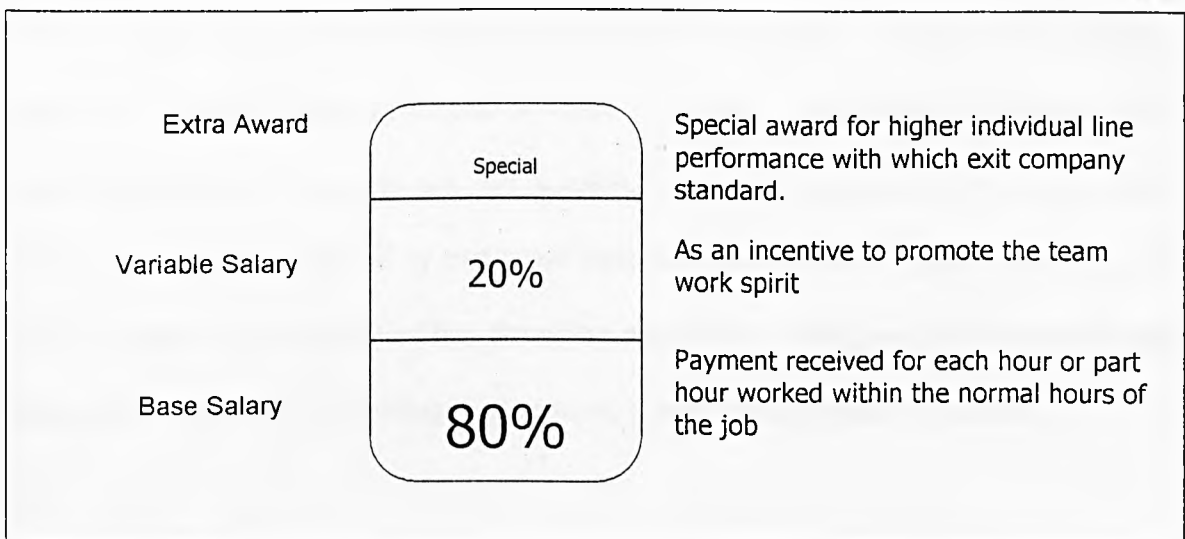 Extra Award
Special
Special award for higher individual line
performance with which exit company
standard.
Variable Salary
20%
As an incentive to promote the team
work spirit
Base Salary
80%
Payment received for each hour or part
hour worked within the normal hours of
the job